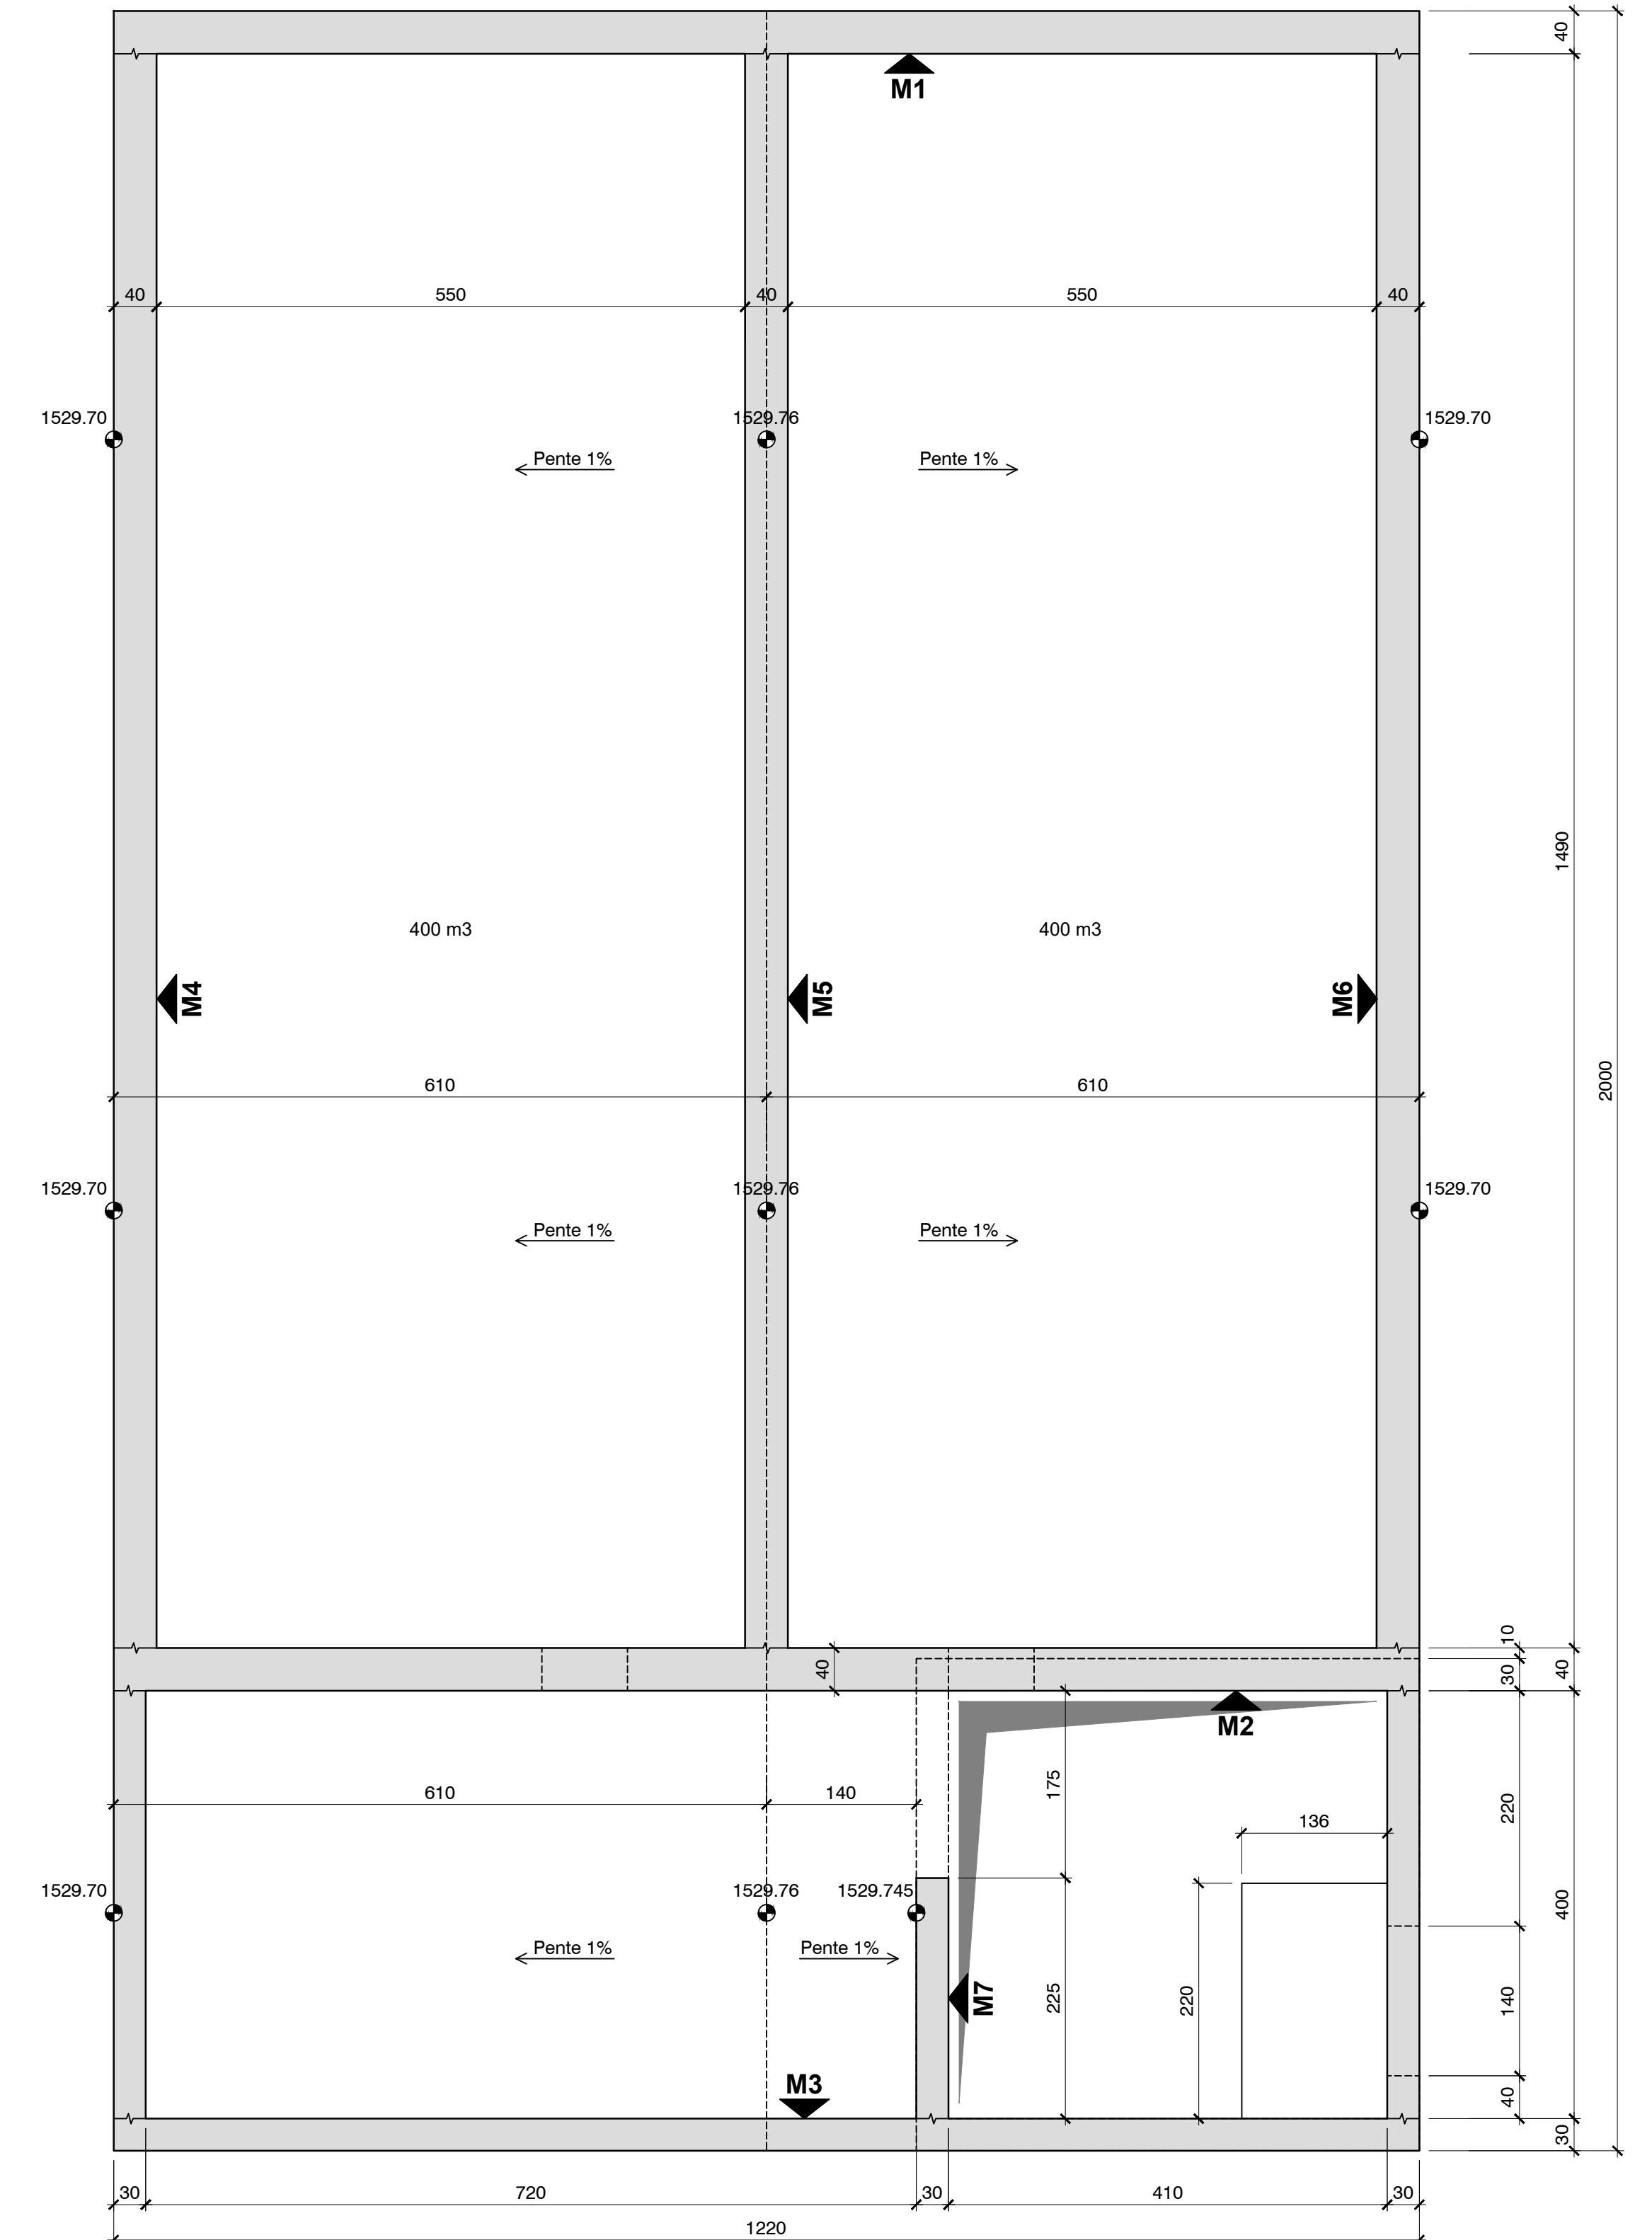 40
M1
40 550 40 550 40
1529.70 1529.76 1529.70
Pente 1% Pente 1%
1490
400 m3 400 m3
M4 M5 M6
610 610
2000
1529.70 1529.76 1529.70
Pente 1% Pente 1%
10
40 30 40
M2
610 140 175 220
136
1529.70 1529.76 1529.745
400
Pente 1% Pente 1%
M7 225 220 140
M3
40
30
30 720 30 410 30
1220